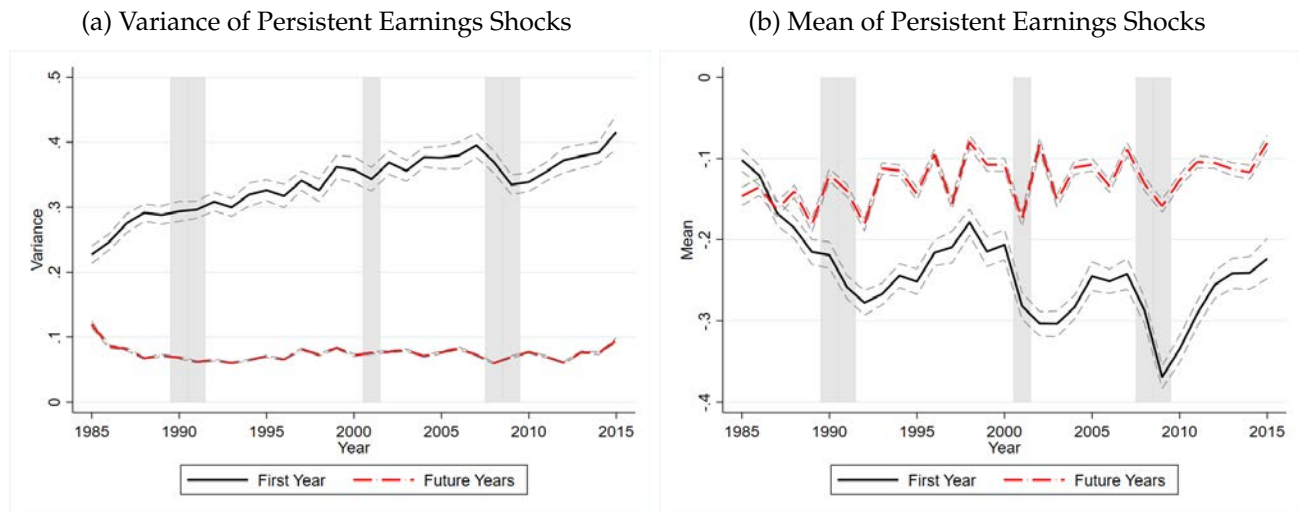 (a) Variance of Persistent Earnings Shocks
.5
.4
.3
.2
.1
0
Variance
1985 1990 1995 2000 2005 2010 2015
Year
First Year Future Years
(b) Mean of Persistent Earnings Shocks
0
-.1
-.2
-.3
-.4
Mean
1985 1990 1995 2000 2005 2010 2015
Year
First Year Future Years